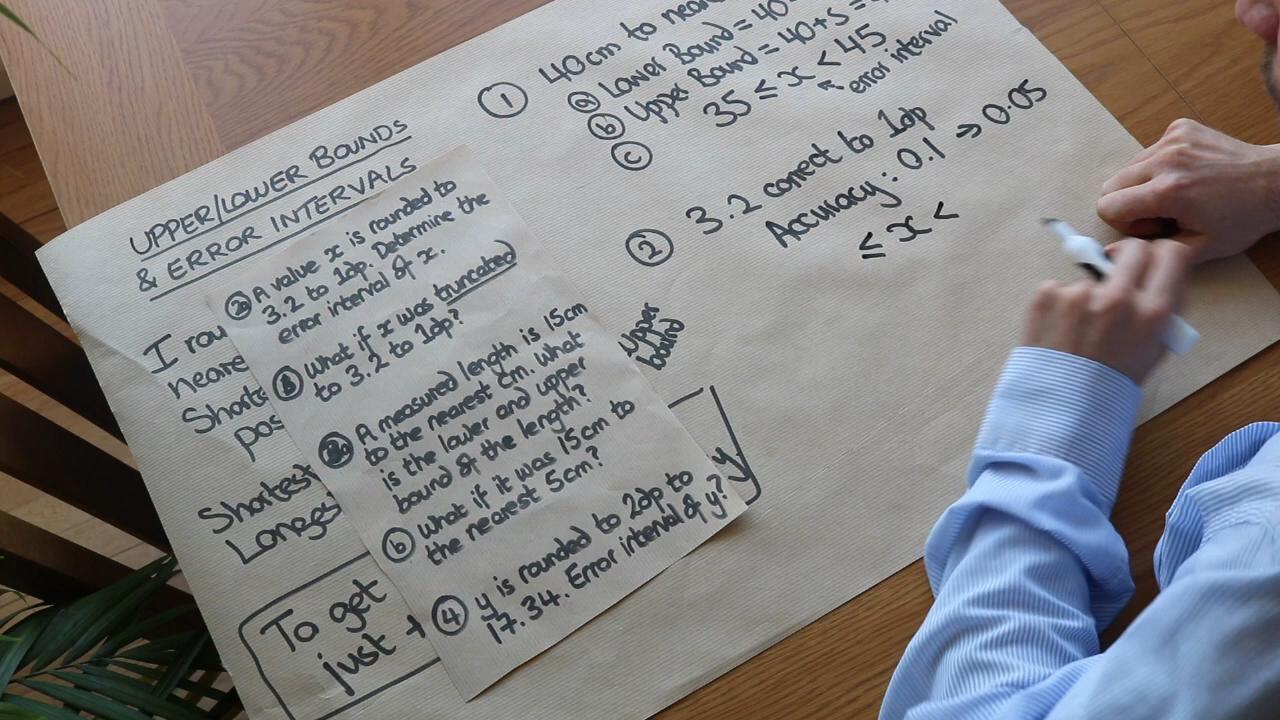 UPPER/LOWER BOUNDS
& ERROR INTERVALS
I rou
neare
Shorte
pos
Shortest
Longes
To get
just +
2a A value x is rounded to
3.2 to 1dp. Determine the
error interval of x.
b What if x was truncated
to 3.2 to 1dp?
3a A measured length is 15cm
to the nearest cm. What
is the lower and upper
bound of the length?
b What if it was 15cm to
the nearest 5cm?
4 y is rounded to 2dp to
17.34. Error interval of y?
upper
bound
y.
1 40cm to neare
a Lower Bound = 40-
b Upper Bound = 40+5 =
c 35 ≤ x < 45
error interval
2 3.2 correct to 1dp
Accuracy: 0.1 → 0.05
≤ x <